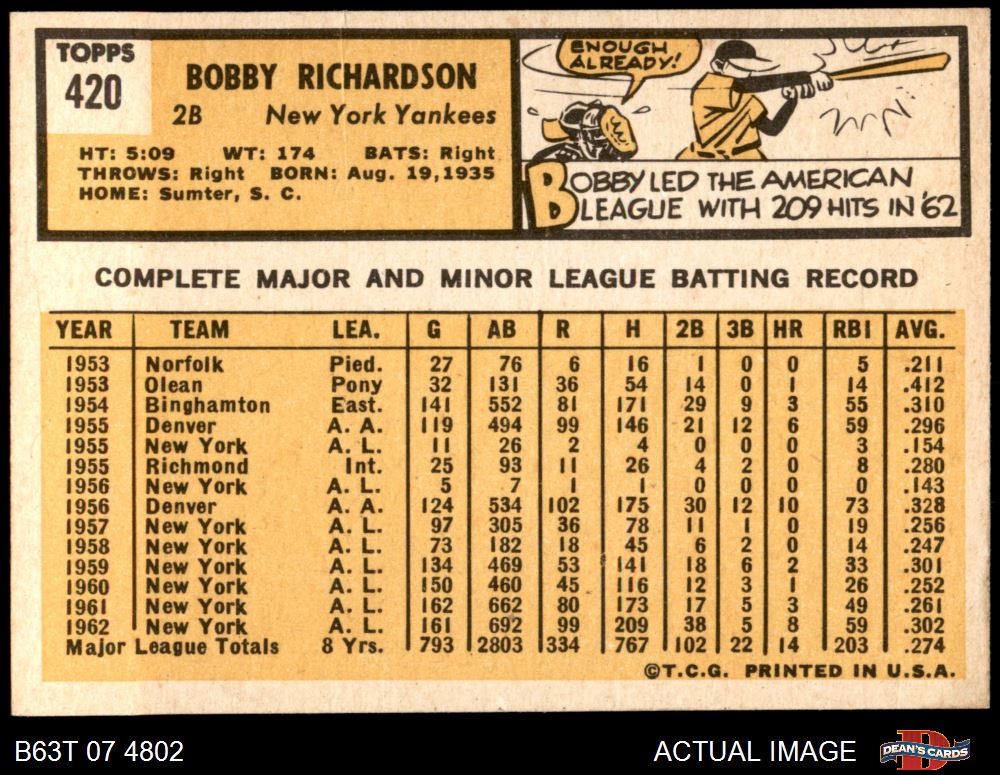 TOPPS
420
BOBBY RICHARDSON
2B New York Yankees
HT: 5:09 WT: 174 BATS: Right
THROWS: Right BORN: Aug. 19, 1935
HOME: Sumter, S. C.
ENOUGH
ALREADY!
BOBBY LED THE AMERICAN
LEAGUE WITH 209 HITS IN '62
COMPLETE MAJOR AND MINOR LEAGUE BATTING RECORD
YEAR TEAM LEA. G AB R H 2B 3B HR RBI AVG.
1953 Norfolk Pied. 27 76 6 16 1 0 0 5 .211
1953 Olean Pony 32 131 36 54 14 0 1 14 .412
1954 Binghamton East. 141 552 81 171 29 9 3 55 .310
1955 Denver A. A. 119 494 99 146 21 12 6 59 .296
1955 New York A. L. 11 26 2 4 0 0 0 3 .154
1955 Richmond Int. 25 93 11 26 4 2 0 8 .280
1956 New York A. L. 5 7 1 1 0 0 0 0 .143
1956 Denver A. A. 124 534 102 175 30 12 10 73 .328
1957 New York A. L. 97 305 36 78 11 1 0 19 .256
1958 New York A. L. 73 182 18 45 6 2 0 14 .247
1959 New York A. L. 134 469 53 141 18 6 2 33 .301
1960 New York A. L. 150 460 45 116 12 3 1 26 .252
1961 New York A. L. 162 662 80 173 17 5 3 49 .261
1962 New York A. L. 161 692 99 209 38 5 8 59 .302
Major League Totals 8 Yrs. 793 2803 334 767 102 22 14 203 .274
©T.C.G. PRINTED IN U.S.A.
B63T 07 4802 ACTUAL IMAGE DEAN'S CARDS